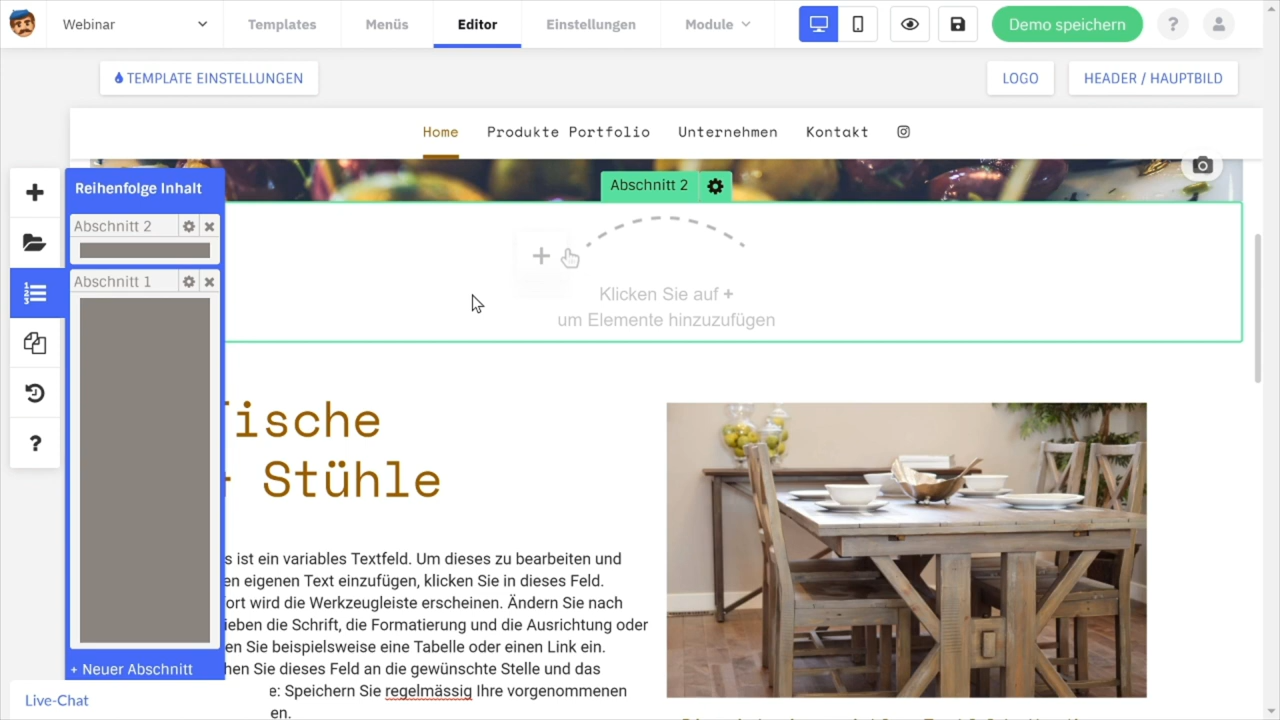 Webinar
Templates
Menüs
Editor
Einstellungen
Module
Demo speichern
?
TEMPLATE EINSTELLUNGEN
LOGO
HEADER / HAUPTBILD
Home
Produkte Portfolio
Unternehmen
Kontakt
Abschnitt 2
Reihenfolge Inhalt
Abschnitt 2
Abschnitt 1
+ Neuer Abschnitt
?
Live-Chat
Klicken Sie auf +
um Elemente hinzuzufügen
ische
+ Stühle
s ist ein variables Textfeld. Um dieses zu bearbeiten und
en eigenen Text einzufügen, klicken Sie in dieses Feld.
ort wird die Werkzeugleiste erscheinen. Ändern Sie nach
ieben die Schrift, die Formatierung und die Ausrichtung oder
en Sie beispielsweise eine Tabelle oder einen Link ein.
hen Sie dieses Feld an die gewünschte Stelle und das
e: Speichern Sie regelmässig Ihre vorgenommenen
en.